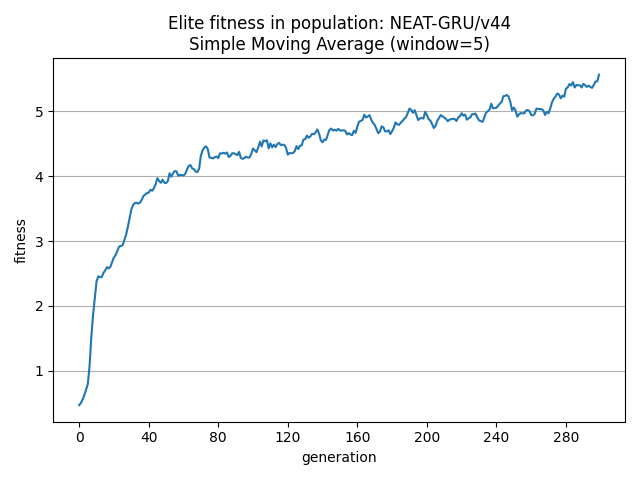 Elite fitness in population: NEAT-GRU/v44
Simple Moving Average (window=5)
fitness
5
4
3
2
1
0 40 80 120 160 200 240 280
generation